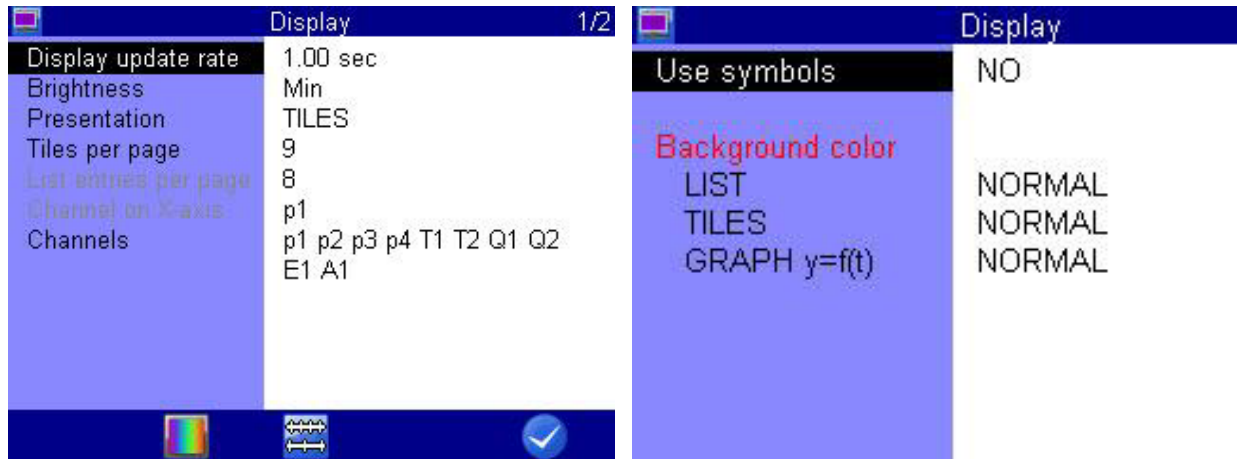 Display 1/2
Display update rate 1.00 sec
Brightness Min
Presentation TILES
Tiles per page 9
List entries per page 8
Channel on X-axis p1
Channels p1 p2 p3 p4 T1 T2 Q1 Q2
E1 A1
Display
Use symbols NO
Background color
LIST NORMAL
TILES NORMAL
GRAPH y=f(t) NORMAL